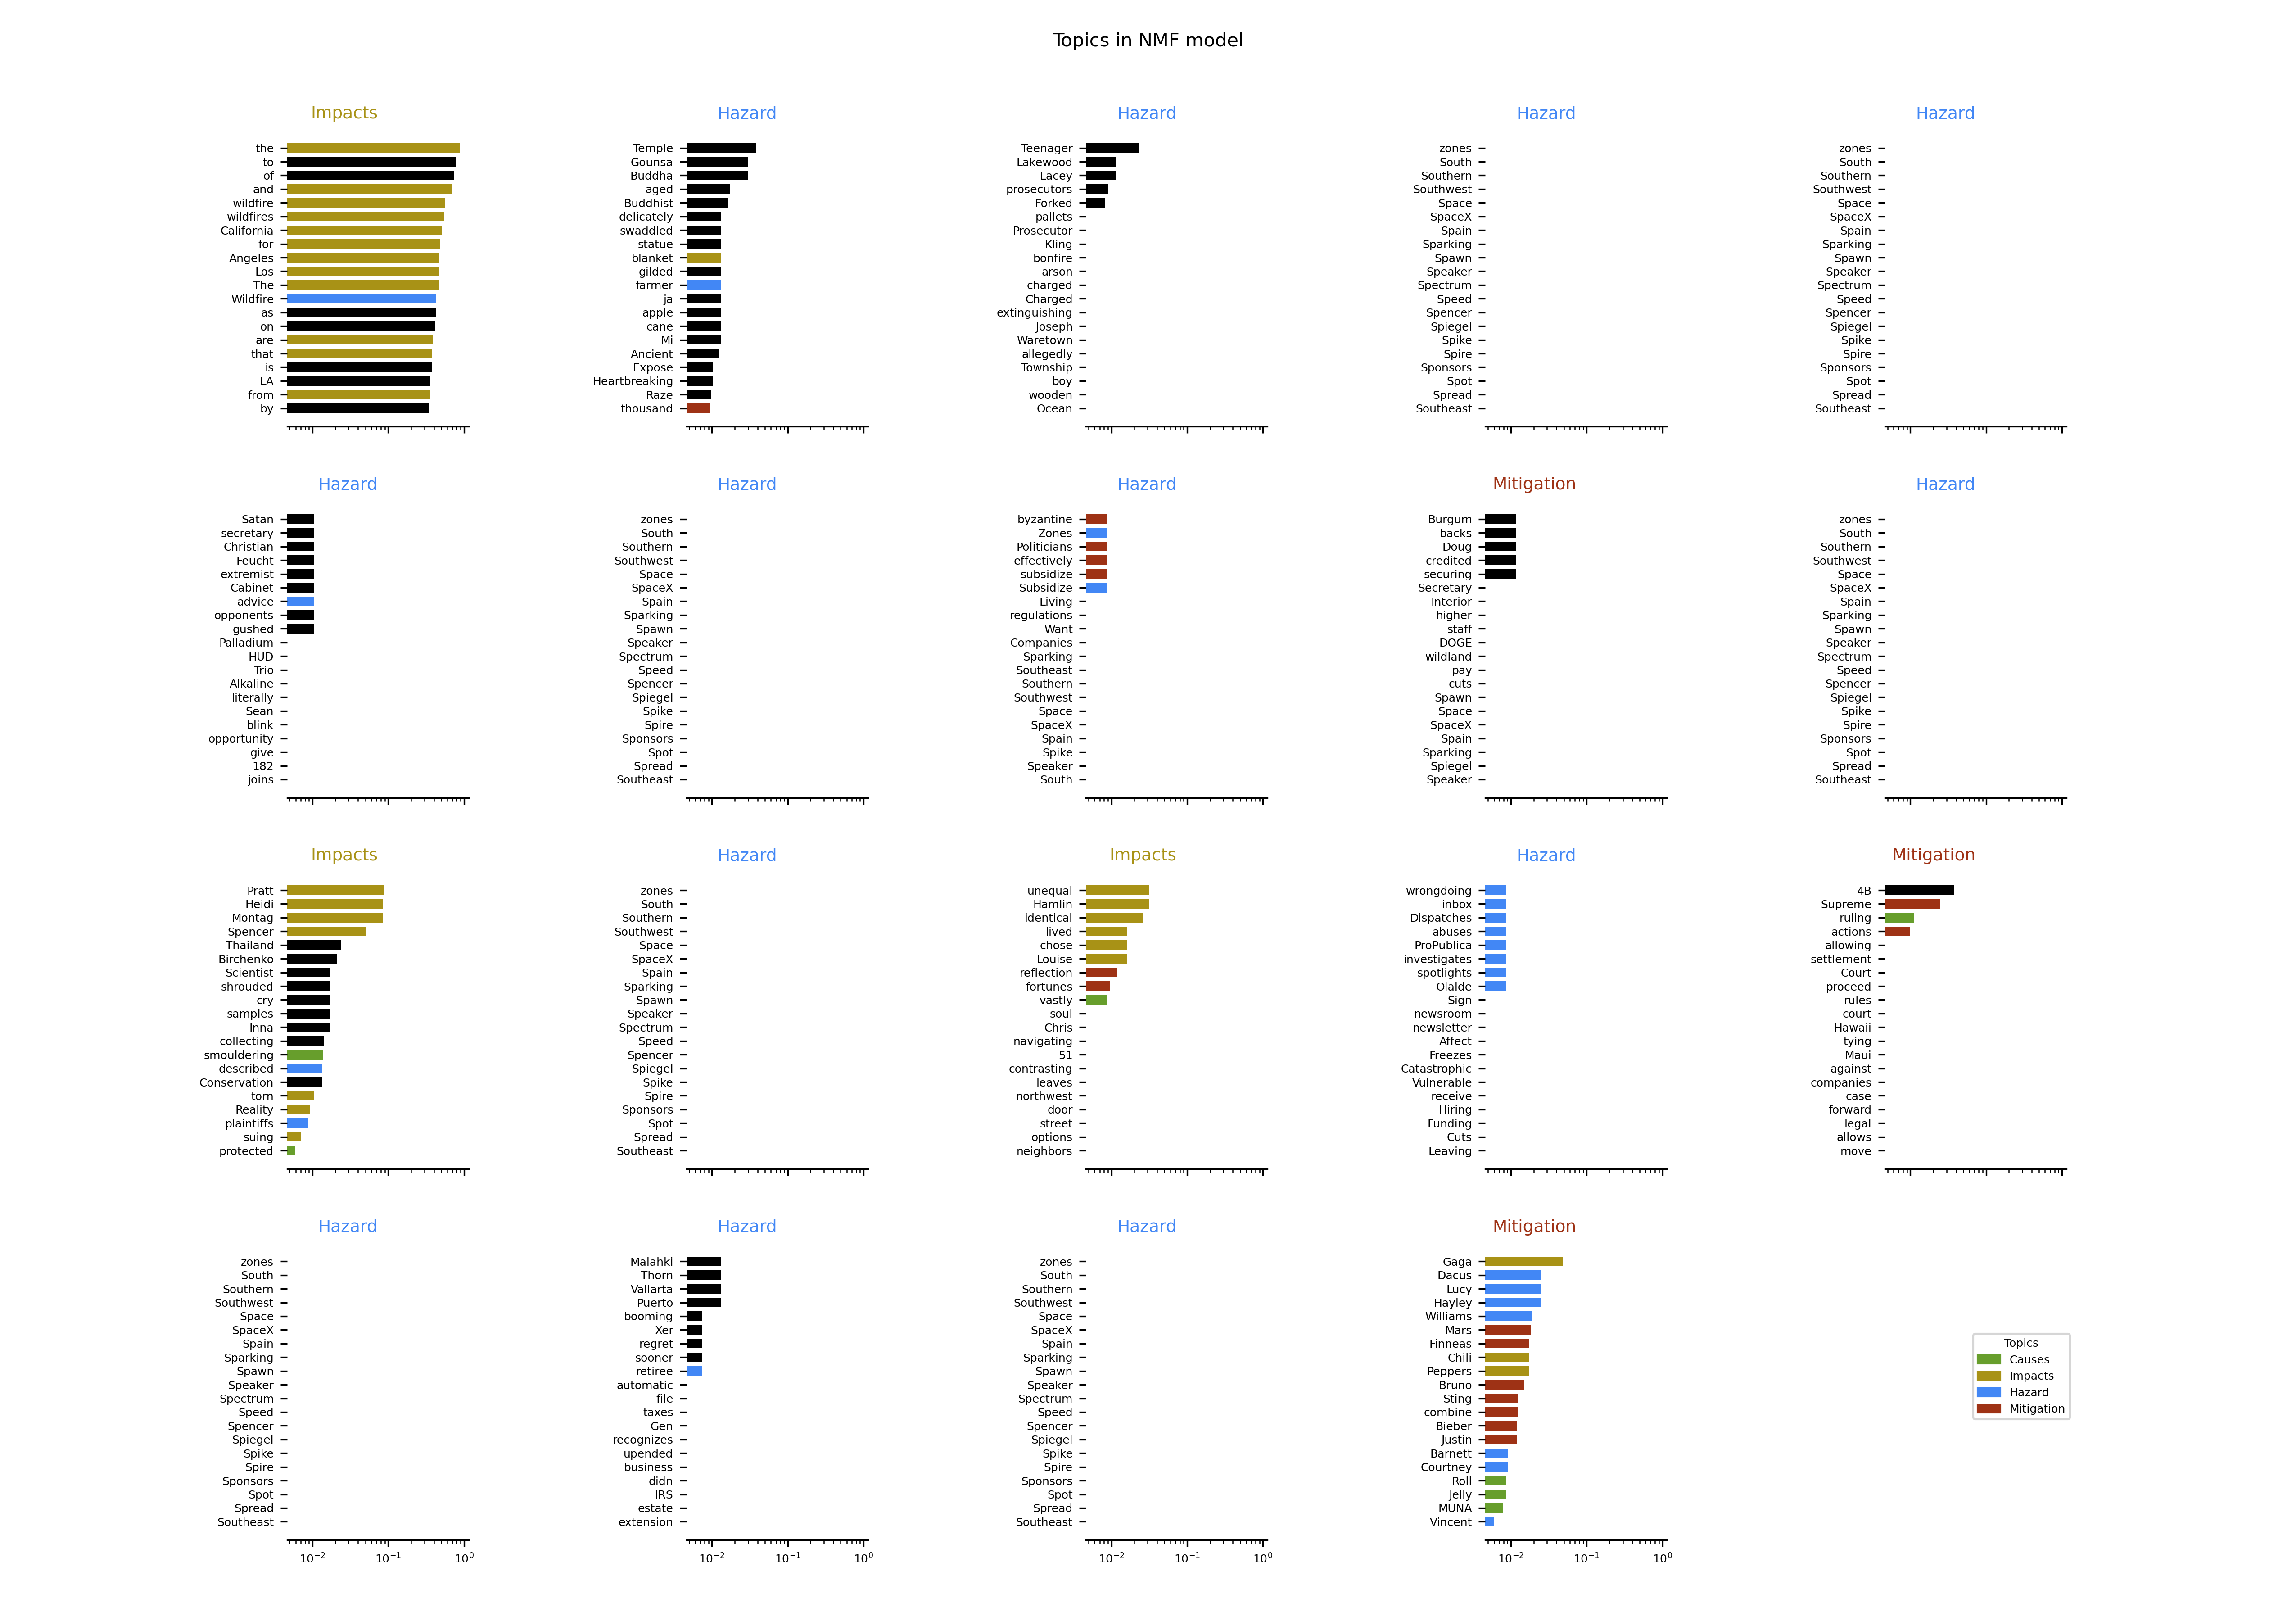 Topics in NMF model
Impacts
the
to
of
and
wildfire
wildfires
California
for
Angeles
Los
The
Wildfire
as
on
are
that
is
LA
from
by
Hazard
Temple
Gounsa
Buddha
aged
Buddhist
delicately
swaddled
statue
blanket
gilded
farmer
ja
apple
cane
Mi
Ancient
Expose
Heartbreaking
Raze
thousand
Hazard
Teenager
Lakewood
Lacey
prosecutors
Forked
pallets
Prosecutor
Kling
bonfire
arson
charged
Charged
extinguishing
Joseph
Waretown
allegedly
Township
boy
wooden
Ocean
Hazard
zones
South
Southern
Southwest
Space
SpaceX
Spain
Sparking
Spawn
Speaker
Spectrum
Speed
Spencer
Spiegel
Spike
Spire
Sponsors
Spot
Spread
Southeast
Hazard
zones
South
Southern
Southwest
Space
SpaceX
Spain
Sparking
Spawn
Speaker
Spectrum
Speed
Spencer
Spiegel
Spike
Spire
Sponsors
Spot
Spread
Southeast
Hazard
Satan
secretary
Christian
Feucht
extremist
Cabinet
advice
opponents
gushed
Palladium
HUD
Trio
Alkaline
literally
Sean
blink
opportunity
give
182
joins
Hazard
zones
South
Southern
Southwest
Space
SpaceX
Spain
Sparking
Spawn
Speaker
Spectrum
Speed
Spencer
Spiegel
Spike
Spire
Sponsors
Spot
Spread
Southeast
Hazard
byzantine
Zones
Politicians
effectively
subsidize
Subsidize
Living
regulations
Want
Companies
Sparking
Southeast
Southern
Southwest
Space
SpaceX
Spain
Spike
Speaker
South
Mitigation
Burgum
backs
Doug
credited
securing
Secretary
Interior
higher
staff
DOGE
wildland
pay
cuts
Spawn
Space
SpaceX
Spain
Sparking
Spiegel
Speaker
Hazard
zones
South
Southern
Southwest
Space
SpaceX
Spain
Sparking
Spawn
Speaker
Spectrum
Speed
Spencer
Spiegel
Spike
Spire
Sponsors
Spot
Spread
Southeast
Impacts
Pratt
Heidi
Montag
Spencer
Thailand
Birchenko
Scientist
shrouded
cry
samples
Inna
collecting
smouldering
described
Conservation
torn
Reality
plaintiffs
suing
protected
Hazard
zones
South
Southern
Southwest
Space
SpaceX
Spain
Sparking
Spawn
Speaker
Spectrum
Speed
Spencer
Spiegel
Spike
Spire
Sponsors
Spot
Spread
Southeast
Impacts
unequal
Hamlin
identical
lived
chose
Louise
reflection
fortunes
vastly
soul
Chris
navigating
51
contrasting
leaves
northwest
door
street
options
neighbors
Hazard
wrongdoing
inbox
Dispatches
abuses
ProPublica
investigates
spotlights
Olalde
Sign
newsroom
newsletter
Affect
Freezes
Catastrophic
Vulnerable
receive
Hiring
Funding
Cuts
Leaving
Mitigation
4B
Supreme
ruling
actions
allowing
settlement
Court
proceed
rules
court
Hawaii
tying
Maui
against
companies
case
forward
legal
allows
move
Hazard
zones
South
Southern
Southwest
Space
SpaceX
Spain
Sparking
Spawn
Speaker
Spectrum
Speed
Spencer
Spiegel
Spike
Spire
Sponsors
Spot
Spread
Southeast
10⁻² 10⁻¹ 10⁰
Hazard
Malahki
Thorn
Vallarta
Puerto
booming
Xer
regret
sooner
retiree
automatic
file
taxes
Gen
recognizes
upended
business
didn
IRS
estate
extension
10⁻² 10⁻¹ 10⁰
Hazard
zones
South
Southern
Southwest
Space
SpaceX
Spain
Sparking
Spawn
Speaker
Spectrum
Speed
Spencer
Spiegel
Spike
Spire
Sponsors
Spot
Spread
Southeast
10⁻² 10⁻¹ 10⁰
Mitigation
Gaga
Dacus
Lucy
Hayley
Williams
Mars
Finneas
Chili
Peppers
Bruno
Sting
combine
Bieber
Justin
Barnett
Courtney
Roll
Jelly
MUNA
Vincent
10⁻² 10⁻¹ 10⁰
Topics
Causes
Impacts
Hazard
Mitigation